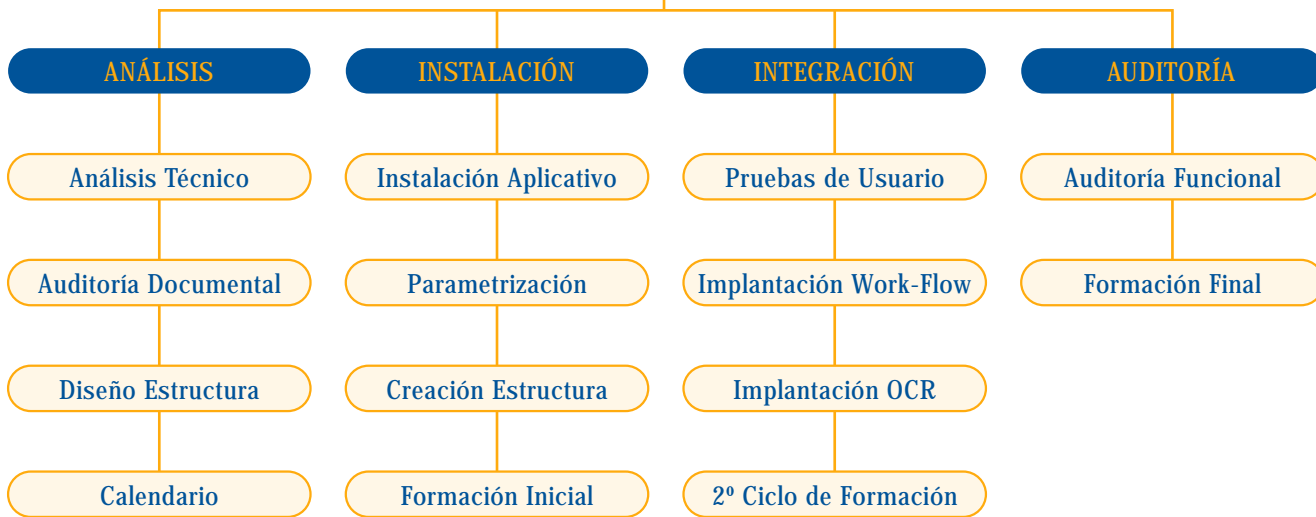 ANÁLISIS
INSTALACIÓN
INTEGRACIÓN
AUDITORÍA
Análisis Técnico
Instalación Aplicativo
Pruebas de Usuario
Auditoría Funcional
Auditoría Documental
Parametrización
Implantación Work-Flow
Formación Final
Diseño Estructura
Creación Estructura
Implantación OCR
Calendario
Formación Inicial
2º Ciclo de Formación